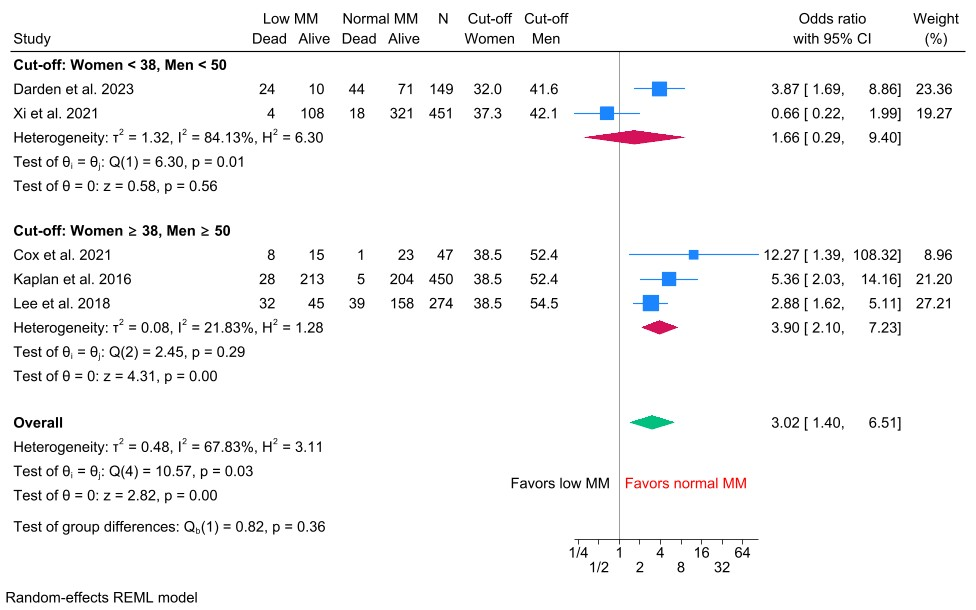 Low MM Normal MM N Cut-off Cut-off Odds ratio Weight
Study Dead Alive Dead Alive Women Men with 95% CI (%)
Cut-off: Women < 38, Men < 50
Darden et al. 2023 24 10 44 71 149 32.0 41.6 3.87 [ 1.69, 8.86] 23.36
Xi et al. 2021 4 108 18 321 451 37.3 42.1 0.66 [ 0.22, 1.99] 19.27
Heterogeneity: τ² = 1.32, I² = 84.13%, H² = 6.30 1.66 [ 0.29, 9.40]
Test of θᵢ = θⱼ: Q(1) = 6.30, p = 0.01
Test of θ = 0: z = 0.58, p = 0.56
Cut-off: Women ≥ 38, Men ≥ 50
Cox et al. 2021 8 15 1 23 47 38.5 52.4 12.27 [ 1.39, 108.32] 8.96
Kaplan et al. 2016 28 213 5 204 450 38.5 52.4 5.36 [ 2.03, 14.16] 21.20
Lee et al. 2018 32 45 39 158 274 38.5 54.5 2.88 [ 1.62, 5.11] 27.21
Heterogeneity: τ² = 0.08, I² = 21.83%, H² = 1.28 3.90 [ 2.10, 7.23]
Test of θᵢ = θⱼ: Q(2) = 2.45, p = 0.29
Test of θ = 0: z = 4.31, p = 0.00
Overall 3.02 [ 1.40, 6.51]
Heterogeneity: τ² = 0.48, I² = 67.83%, H² = 3.11
Test of θᵢ = θⱼ: Q(4) = 10.57, p = 0.03
Favors low MM Favors normal MM
Test of θ = 0: z = 2.82, p = 0.00
Test of group differences: Q_b(1) = 0.82, p = 0.36
1/4 1 4 16 64
1/2 2 8 32
Random-effects REML model